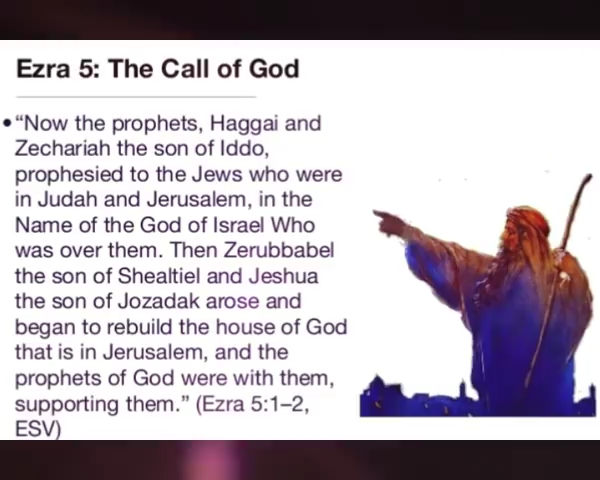 Ezra 5: The Call of God
• “Now the prophets, Haggai and
Zechariah the son of Iddo,
prophesied to the Jews who were
in Judah and Jerusalem, in the
Name of the God of Israel Who
was over them. Then Zerubbabel
the son of Shealtiel and Jeshua
the son of Jozadak arose and
began to rebuild the house of God
that is in Jerusalem, and the
prophets of God were with them,
supporting them.” (Ezra 5:1–2,
ESV)